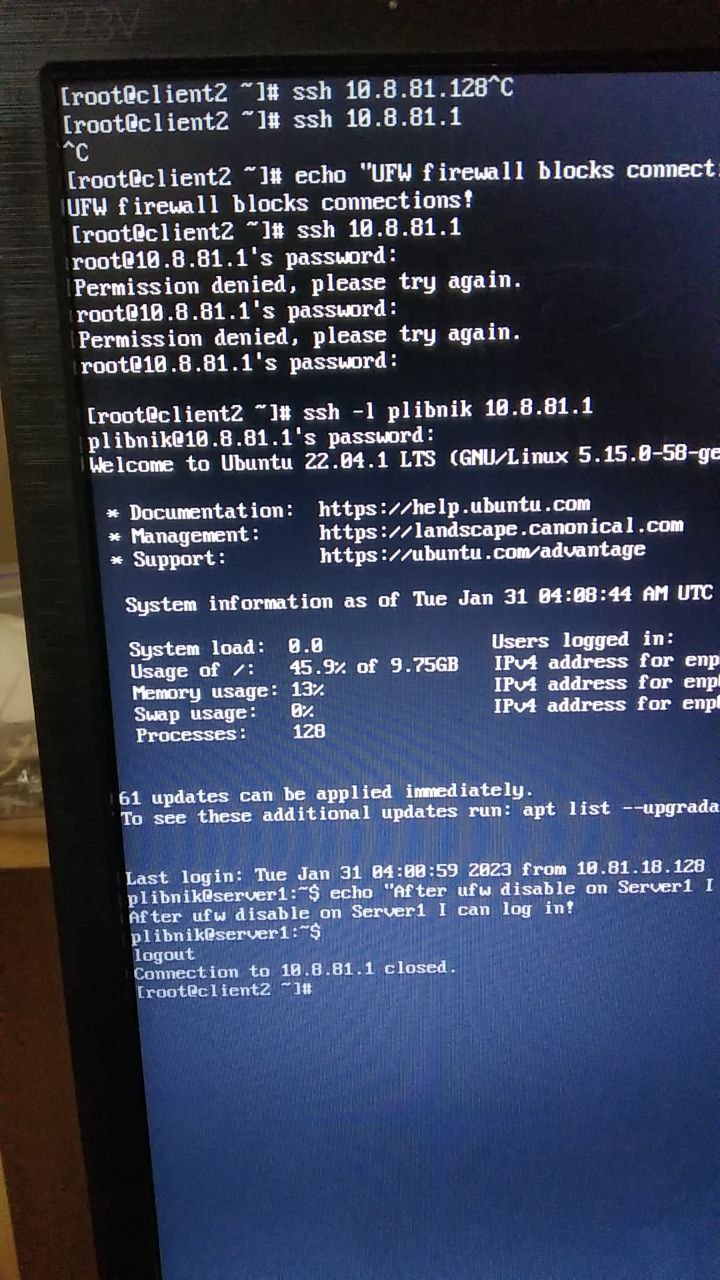 223V
[root@client2 ~]# ssh 10.8.81.128^C
[root@client2 ~]# ssh 10.8.81.1
^C
[root@client2 ~]# echo "UFW firewall blocks connect
UFW firewall blocks connections!
[root@client2 ~]# ssh 10.8.81.1
root@10.8.81.1's password:
Permission denied, please try again.
root@10.8.81.1's password:
Permission denied, please try again.
root@10.8.81.1's password:
[root@client2 ~]# ssh -l plibnik 10.8.81.1
plibnik@10.8.81.1's password:
Welcome to Ubuntu 22.04.1 LTS (GNU/Linux 5.15.0-58-ge
* Documentation: https://help.ubuntu.com
* Management: https://landscape.canonical.com
* Support: https://ubuntu.com/advantage
System information as of Tue Jan 31 04:08:44 AM UTC
System load: 0.0 Users logged in:
Usage of /: 45.9% of 9.75GB IPv4 address for enp
Memory usage: 13% IPv4 address for enp
Swap usage: 0% IPv4 address for enp
Processes: 128
61 updates can be applied immediately.
To see these additional updates run: apt list --upgrada
Last login: Tue Jan 31 04:00:59 2023 from 10.81.18.128
plibnik@server1:~$ echo "After ufw disable on Server1 I
After ufw disable on Server1 I can log in!
plibnik@server1:~$
logout
Connection to 10.8.81.1 closed.
[root@client2 ~]#